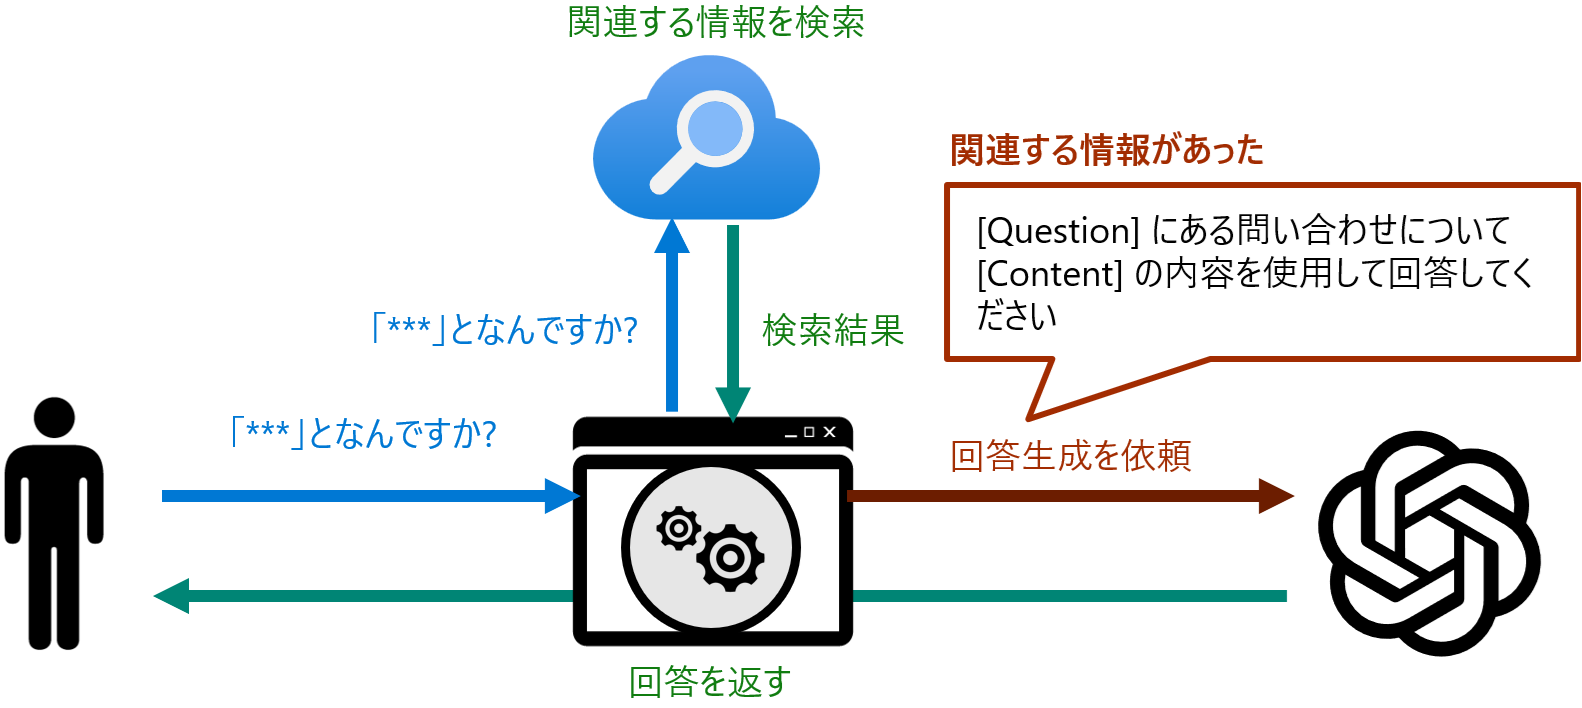 関連する情報を検索
関連する情報があった
[Question] にある問い合わせについて
[Content] の内容を使用して回答してく
ださい
「***」となんですか?
検索結果
「***」となんですか?
回答生成を依頼
回答を返す